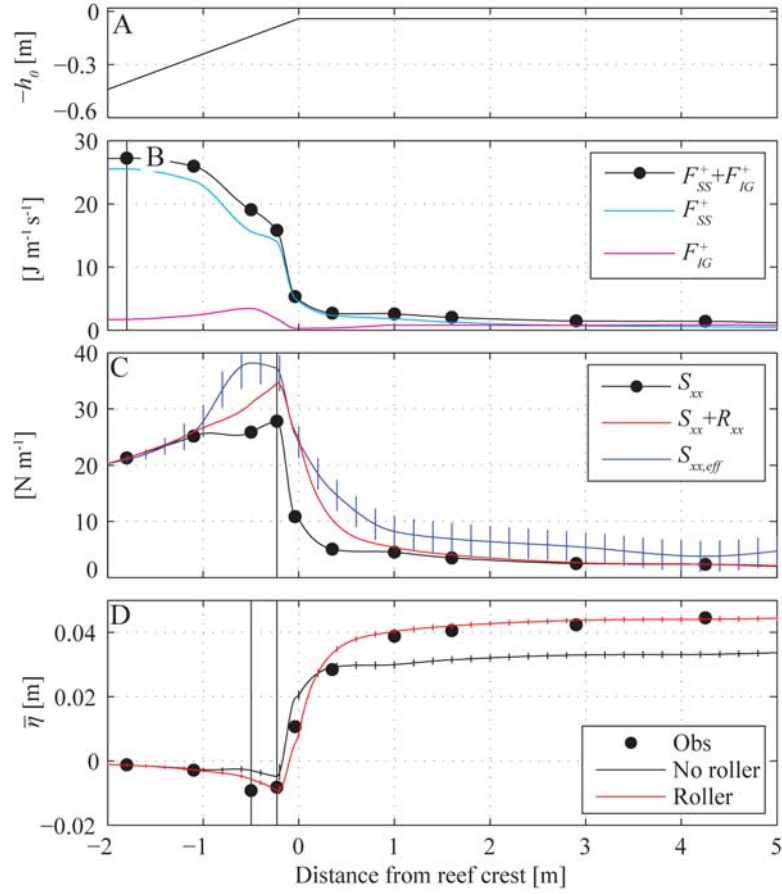 A
0
−0.3
−0.6
−h₀ [m]
B
30
20
10
0
[J m⁻¹ s⁻¹]
F⁺SS+F⁺IG
F⁺SS
F⁺IG
C
40
30
20
10
0
[N m⁻¹]
Sxx
Sxx+Rxx
Sxx,eff
D
0.04
0.02
0
−0.02
η̄ [m]
Obs
No roller
Roller
−2 −1 0 1 2 3 4 5
Distance from reef crest [m]